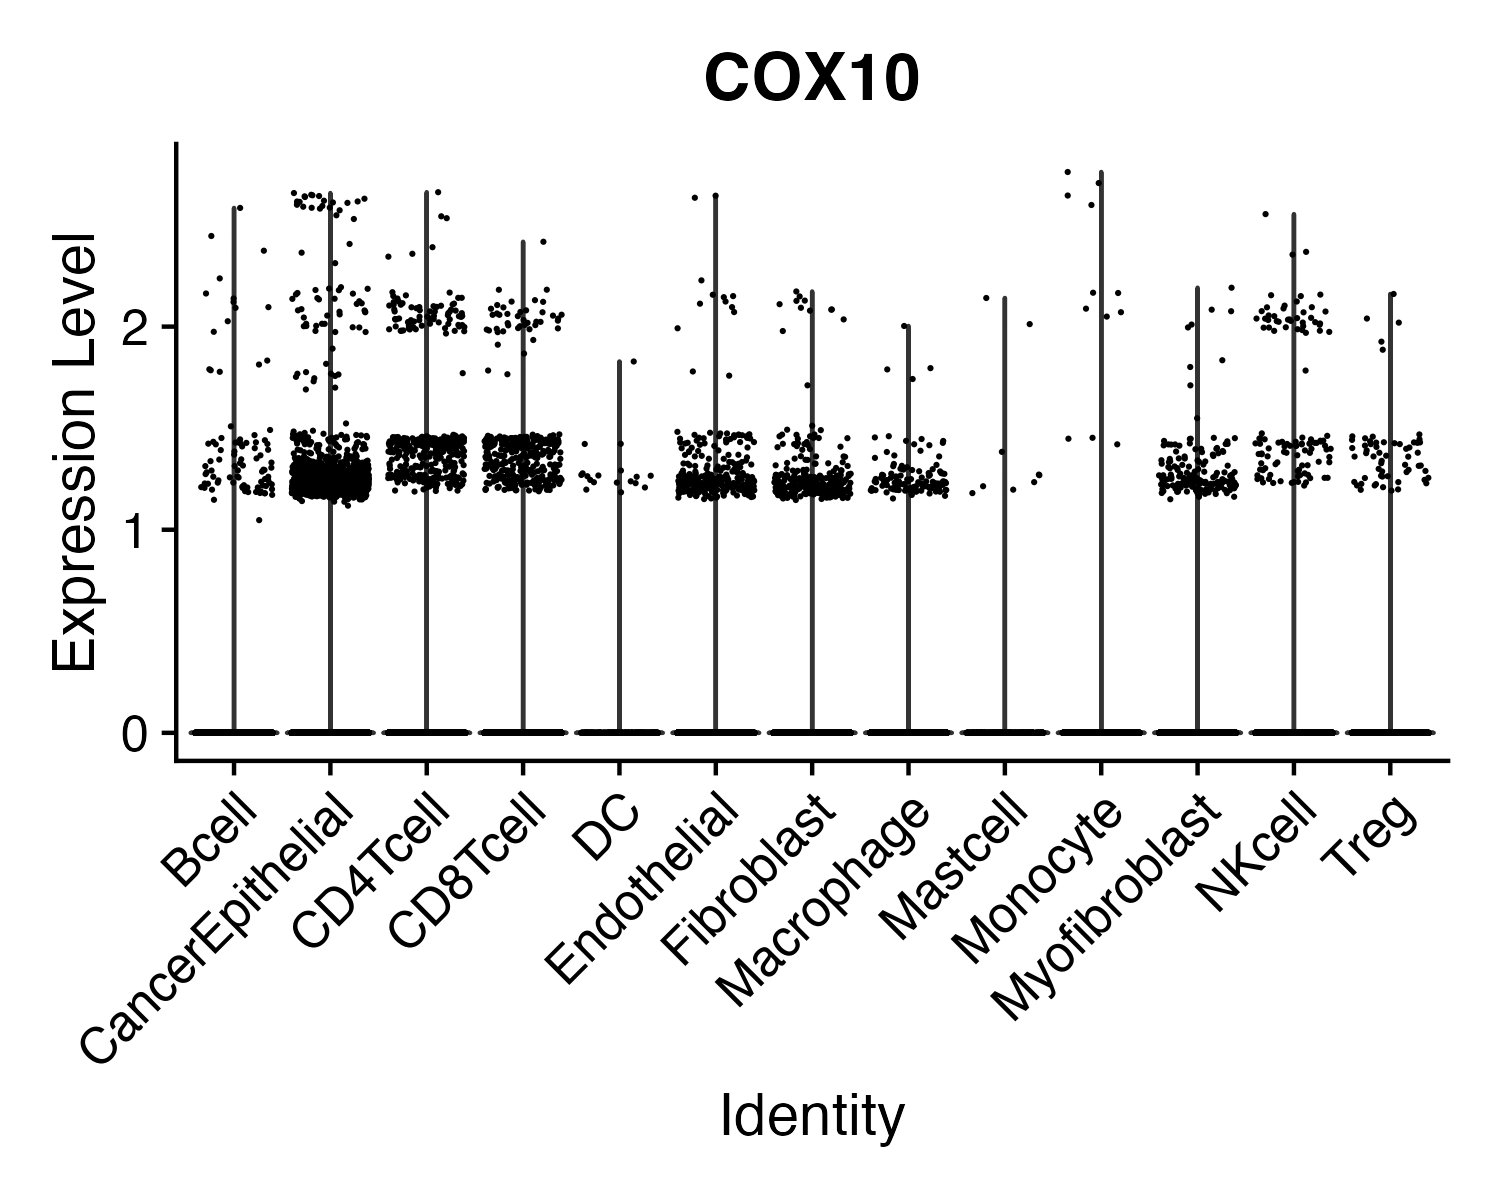 COX10
Expression Level
2
1
0
Bcell
CancerEpithelial
CD4Tcell
CD8Tcell
DC
Endothelial
Fibroblast
Macrophage
Mastcell
Monocyte
Myofibroblast
NKcell
Treg
Identity